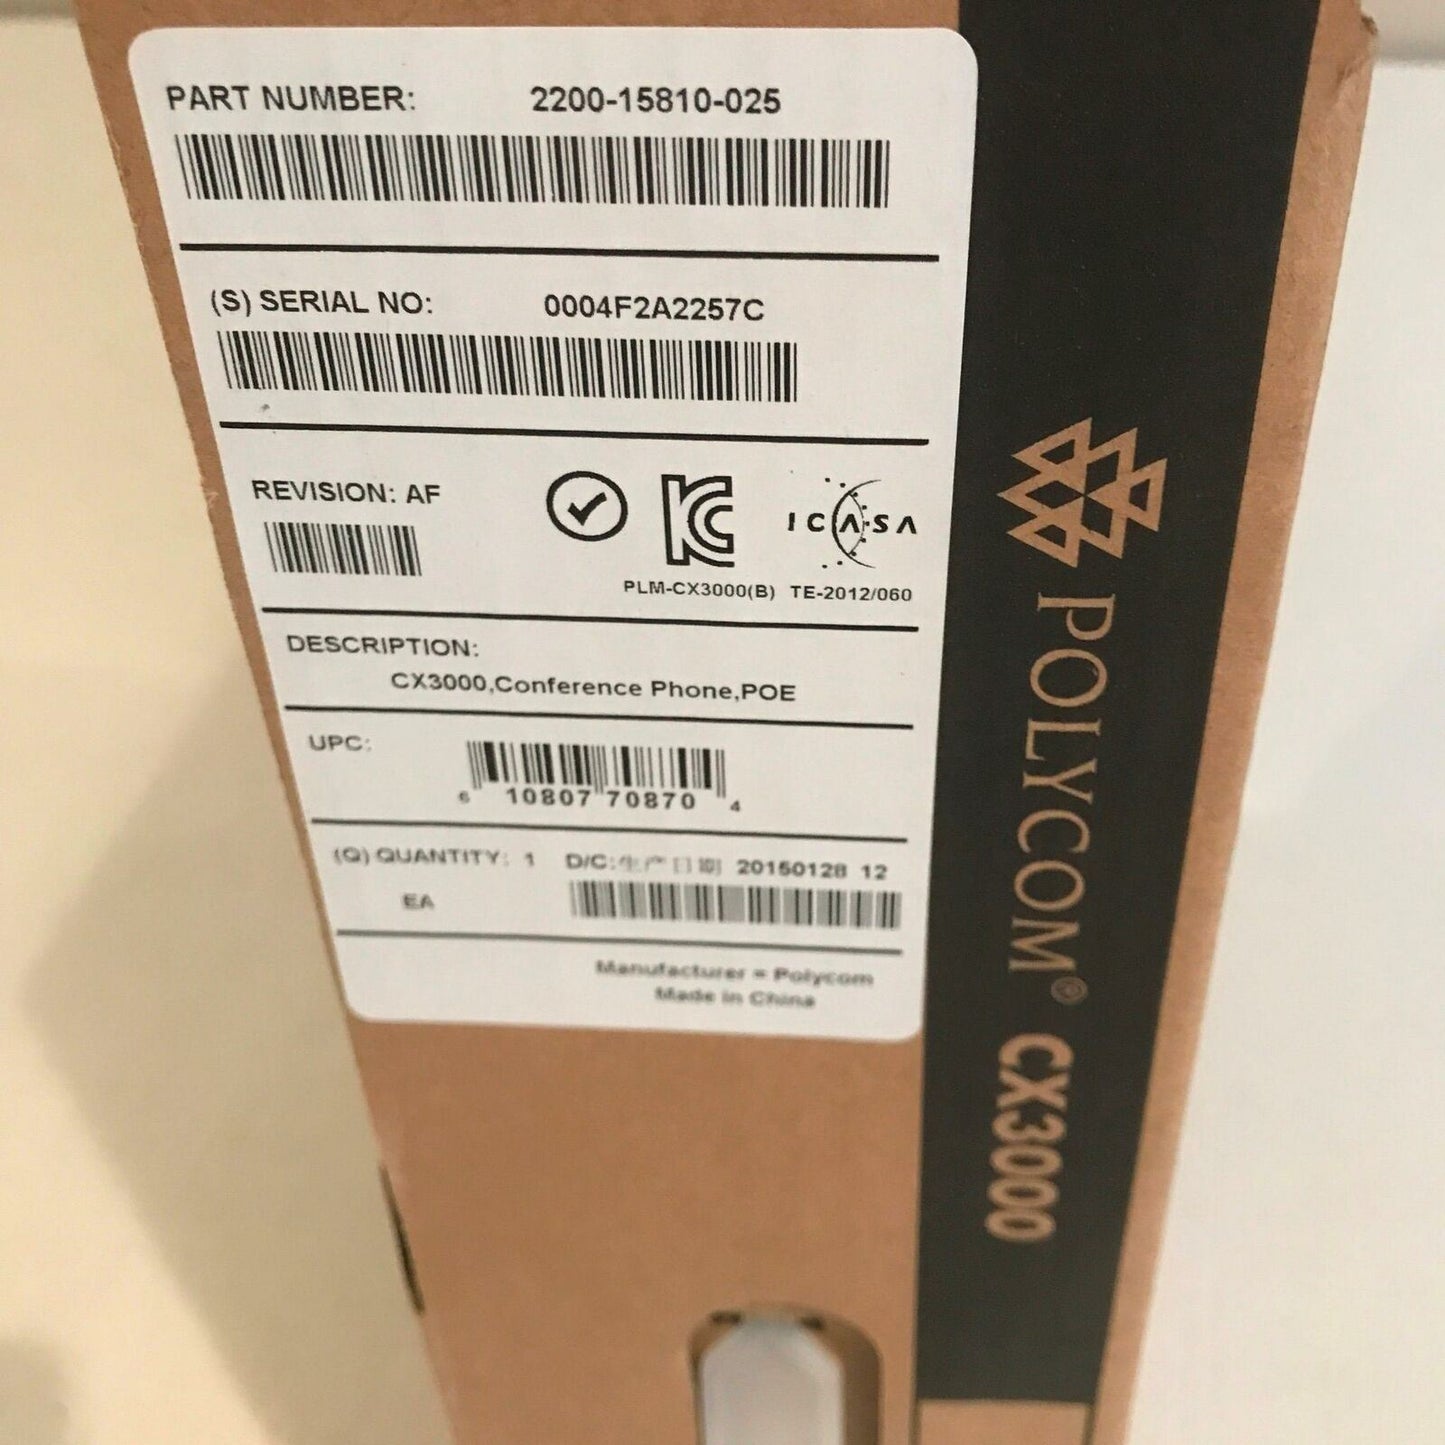 PART NUMBER: 2200-15810-025
(S) SERIAL NO: 0004F2A2257C
REVISION: AF
ICASA
PLM-CX3000(B) TE-2012/060
DESCRIPTION:
CX3000,Conference Phone,POE
UPC:
6 10807 70870 4
(Q) QUANTITY: 1 D/C:生产日期 20150128 12
EA
Manufacturer = Polycom
Made in China
POLYCOM® CX3000